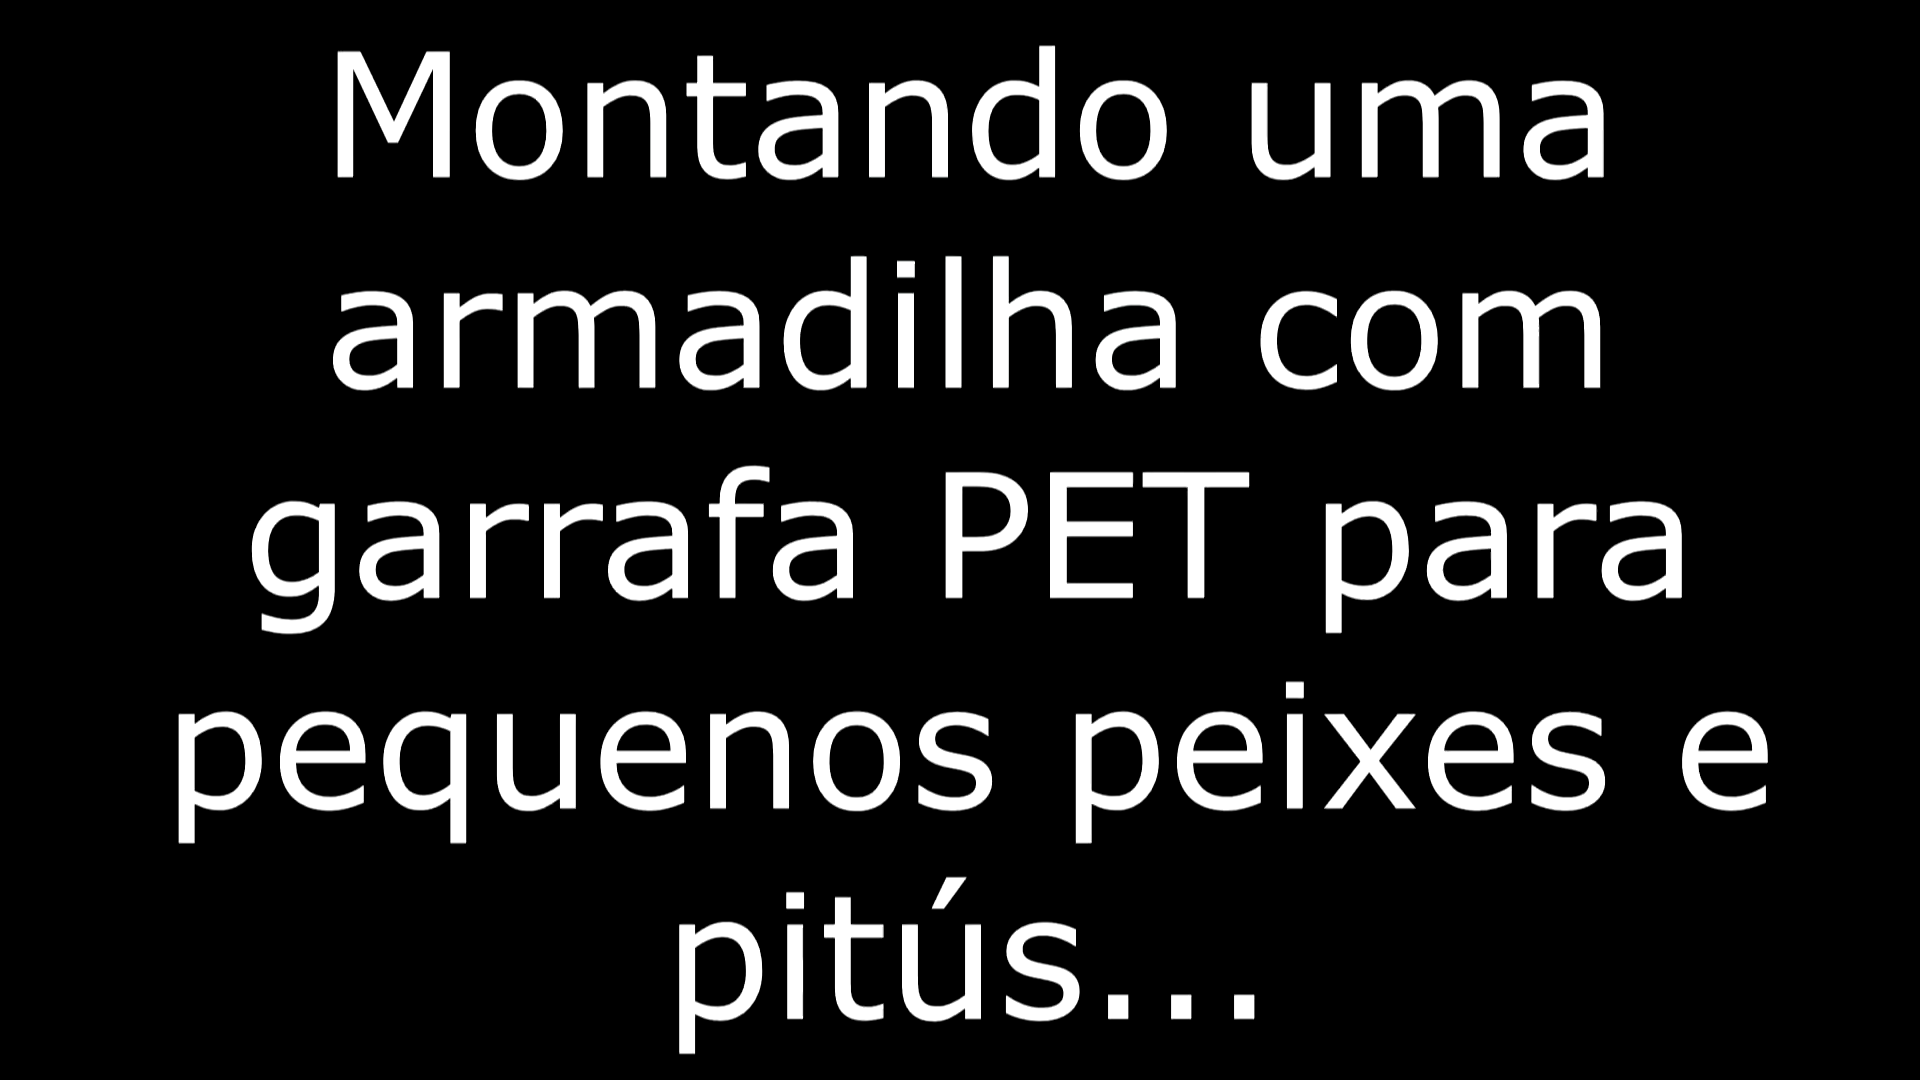 Montando uma
armadilha com
garrafa PET para
pequenos peixes e
pitús...